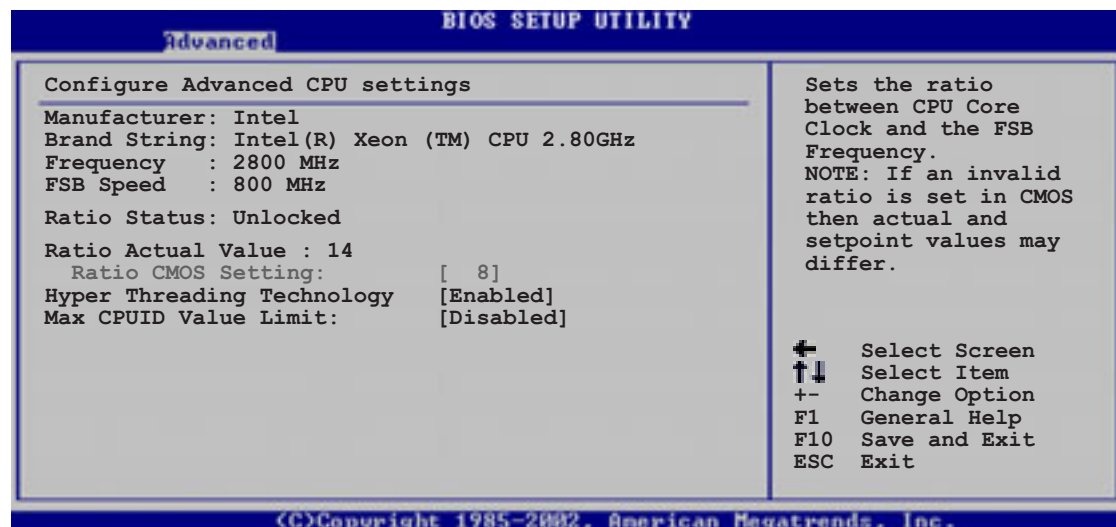 BIOS SETUP UTILITY
Advanced
Configure Advanced CPU settings
Manufacturer: Intel
Brand String: Intel(R) Xeon (TM) CPU 2.80GHz
Frequency : 2800 MHz
FSB Speed : 800 MHz
Ratio Status: Unlocked
Ratio Actual Value : 14
Ratio CMOS Setting: [ 8]
Hyper Threading Technology [Enabled]
Max CPUID Value Limit: [Disabled]
Sets the ratio
between CPU Core
Clock and the FSB
Frequency.
NOTE: If an invalid
ratio is set in CMOS
then actual and
setpoint values may
differ.
← Select Screen
↑↓ Select Item
+- Change Option
F1 General Help
F10 Save and Exit
ESC Exit
(C)Copyright 1985-2002, American Megatrends, Inc.